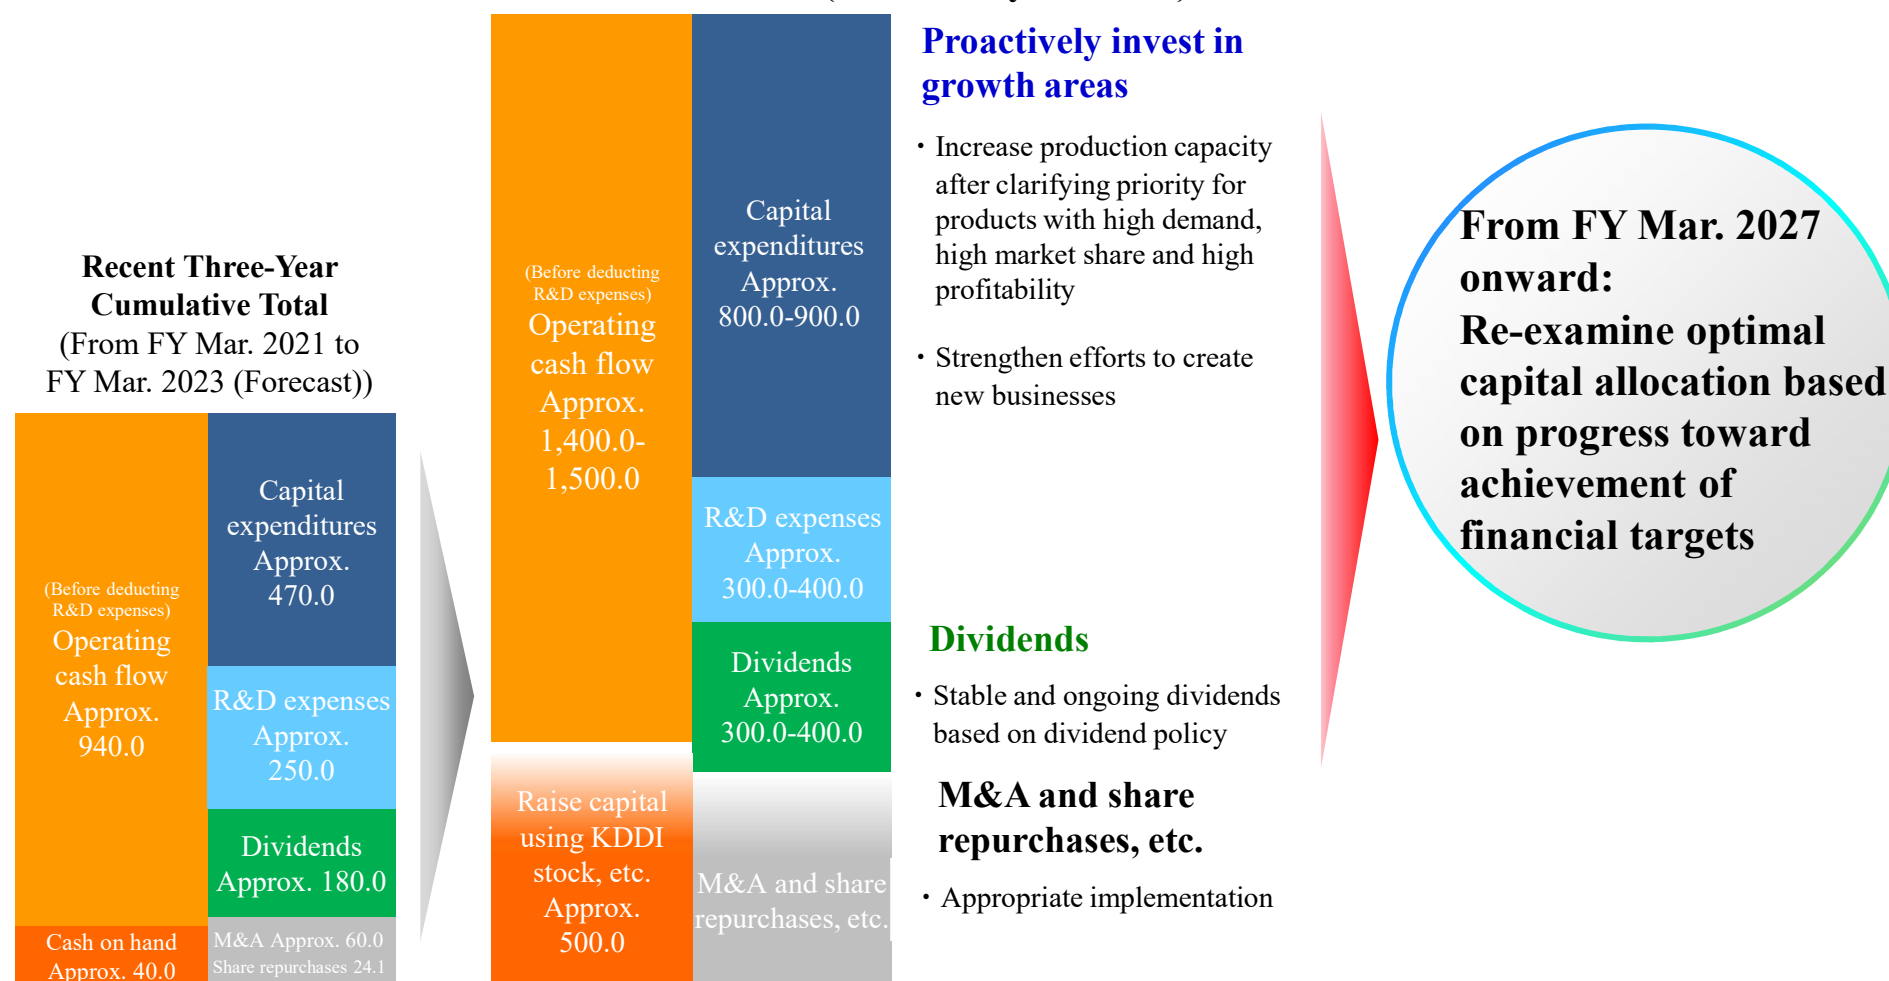 Recent Three-Year
Cumulative Total
(From FY Mar. 2021 to
FY Mar. 2023 (Forecast))
(Before deducting
R&D expenses)
Operating
cash flow
Approx.
940.0
Cash on hand
Approx. 40.0
Capital
expenditures
Approx.
470.0
R&D expenses
Approx.
250.0
Dividends
Approx. 180.0
M&A Approx. 60.0
Share repurchases 24.1
(Before deducting
R&D expenses)
Operating
cash flow
Approx.
1,400.0-
1,500.0
Raise capital
using KDDI
stock, etc.
Approx.
500.0
Capital
expenditures
Approx.
800.0-900.0
R&D expenses
Approx.
300.0-400.0
Dividends
Approx.
300.0-400.0
M&A and share
repurchases, etc.
Proactively invest in
growth areas
・Increase production capacity
after clarifying priority for
products with high demand,
high market share and high
profitability
・Strengthen efforts to create
new businesses
Dividends
・Stable and ongoing dividends
based on dividend policy
M&A and share
repurchases, etc.
・Appropriate implementation
From FY Mar. 2027
onward:
Re-examine optimal
capital allocation based
on progress toward
achievement of
financial targets